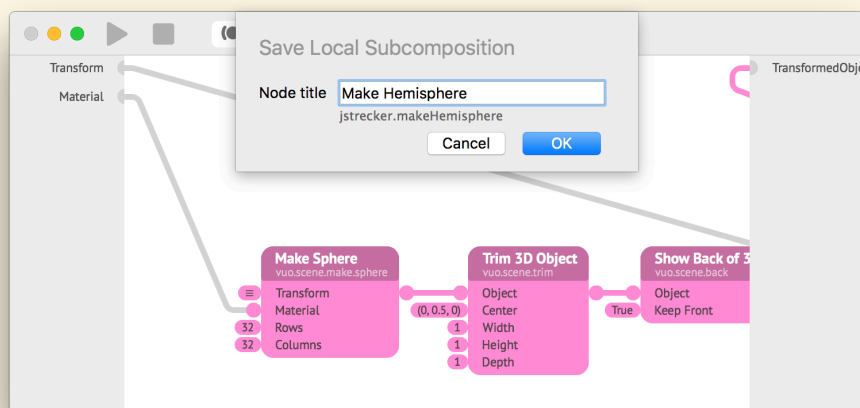 Save Local Subcomposition
Node title
Make Hemisphere
jstrecker.makeHemisphere
Cancel
OK
Transform
Material
Make Sphere
vuo.scene.make.sphere
Transform
Material
32
Rows
32
Columns
Trim 3D Object
vuo.scene.trim
Object
(0, 0.5, 0)
Center
1
Width
1
Height
1
Depth
Show Back of 3
vuo.scene.back
Object
True
Keep Front
TransformedObje